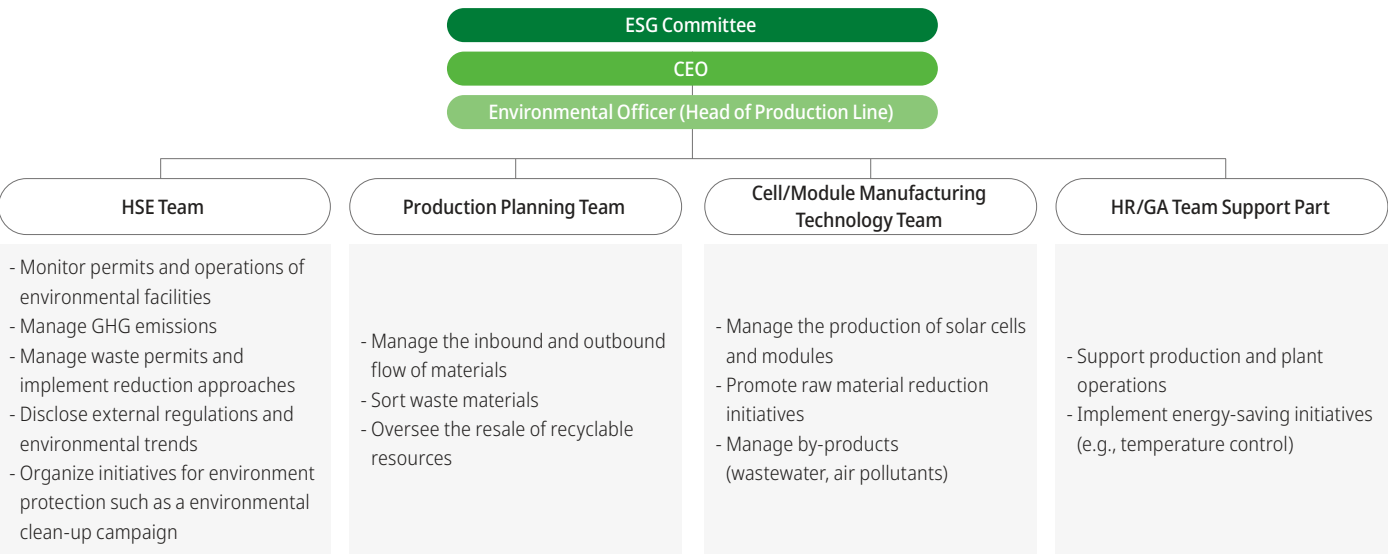 ESG Committee
CEO
Environmental Officer (Head of Production Line)
HSE Team
- Monitor permits and operations of
environmental facilities
- Manage GHG emissions
- Manage waste permits and
implement reduction approaches
- Disclose external regulations and
environmental trends
- Organize initiatives for environment
protection such as a environmental
clean-up campaign
Production Planning Team
- Manage the inbound and outbound
flow of materials
- Sort waste materials
- Oversee the resale of recyclable
resources
Cell/Module Manufacturing
Technology Team
- Manage the production of solar cells
and modules
- Promote raw material reduction
initiatives
- Manage by-products
(wastewater, air pollutants)
HR/GA Team Support Part
- Support production and plant
operations
- Implement energy-saving initiatives
(e.g., temperature control)